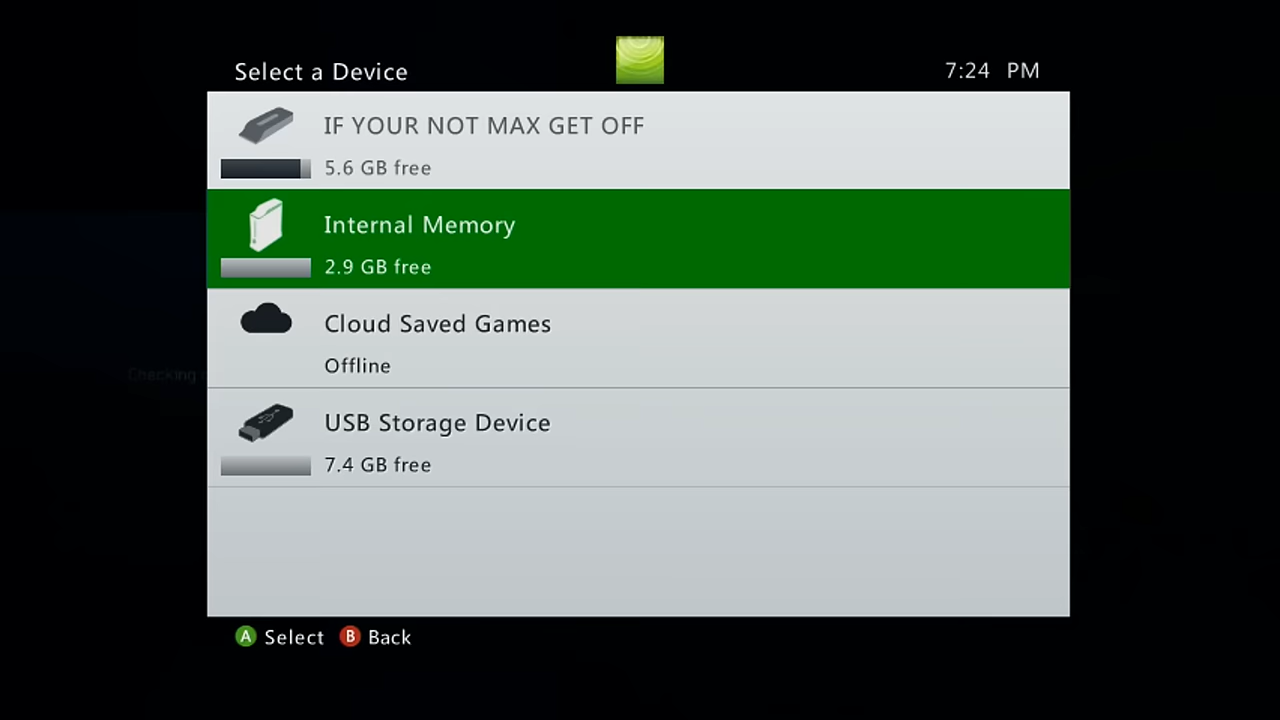 Select a Device
7:24 PM
IF YOUR NOT MAX GET OFF
5.6 GB free
Internal Memory
2.9 GB free
Cloud Saved Games
Offline
Checking
USB Storage Device
7.4 GB free
A Select B Back